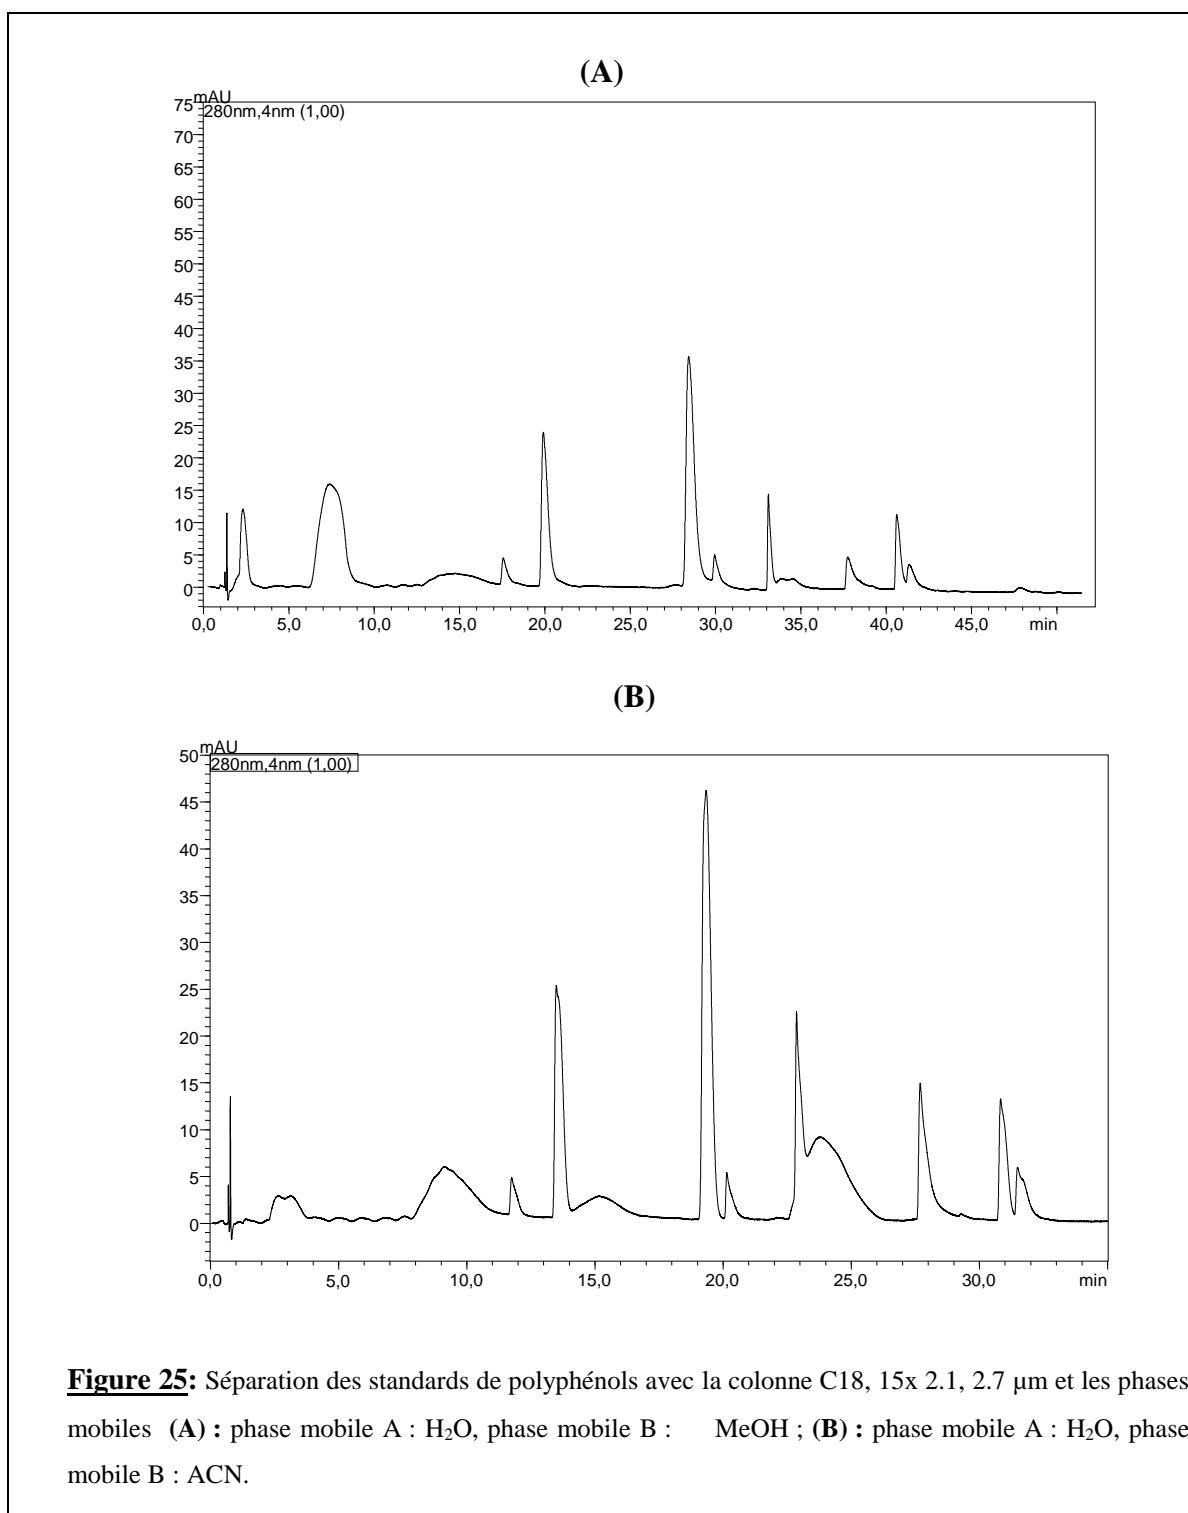 (A)
mAU
280nm,4nm (1,00)
75
70
65
60
55
50
45
40
35
30
25
20
15
10
5
0
0,0 5,0 10,0 15,0 20,0 25,0 30,0 35,0 40,0 45,0 min
(B)
mAU
280nm,4nm (1,00)
50
45
40
35
30
25
20
15
10
5
0
0,0 5,0 10,0 15,0 20,0 25,0 30,0 min
Figure 25: Séparation des standards de polyphénols avec la colonne C18, 15x 2.1, 2.7 µm et les phases
mobiles (A) : phase mobile A : H₂O, phase mobile B : MeOH ; (B) : phase mobile A : H₂O, phase
mobile B : ACN.